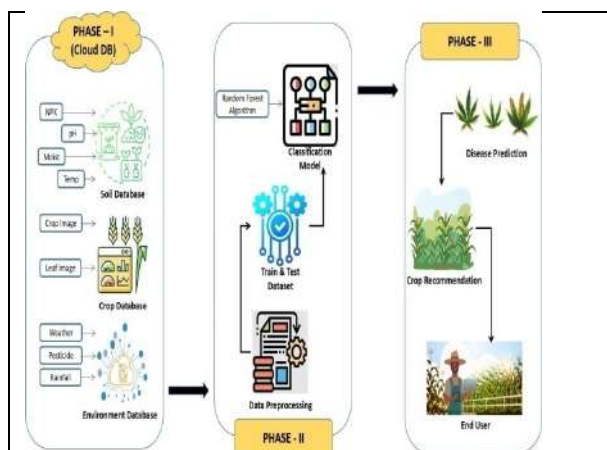 PHASE – I
(Cloud DB)
NPK
pH
Moist
Temp
Soil Database
Crop Image
Leaf Image
Crop Database
Weather
Pesticide
Rainfall
Environment Database
Random Forest
Algorithm
Classification
Model
Train & Test
Dataset
Data Preprocessing
PHASE - II
PHASE - III
Disease Prediction
Crop Recommendation
End User